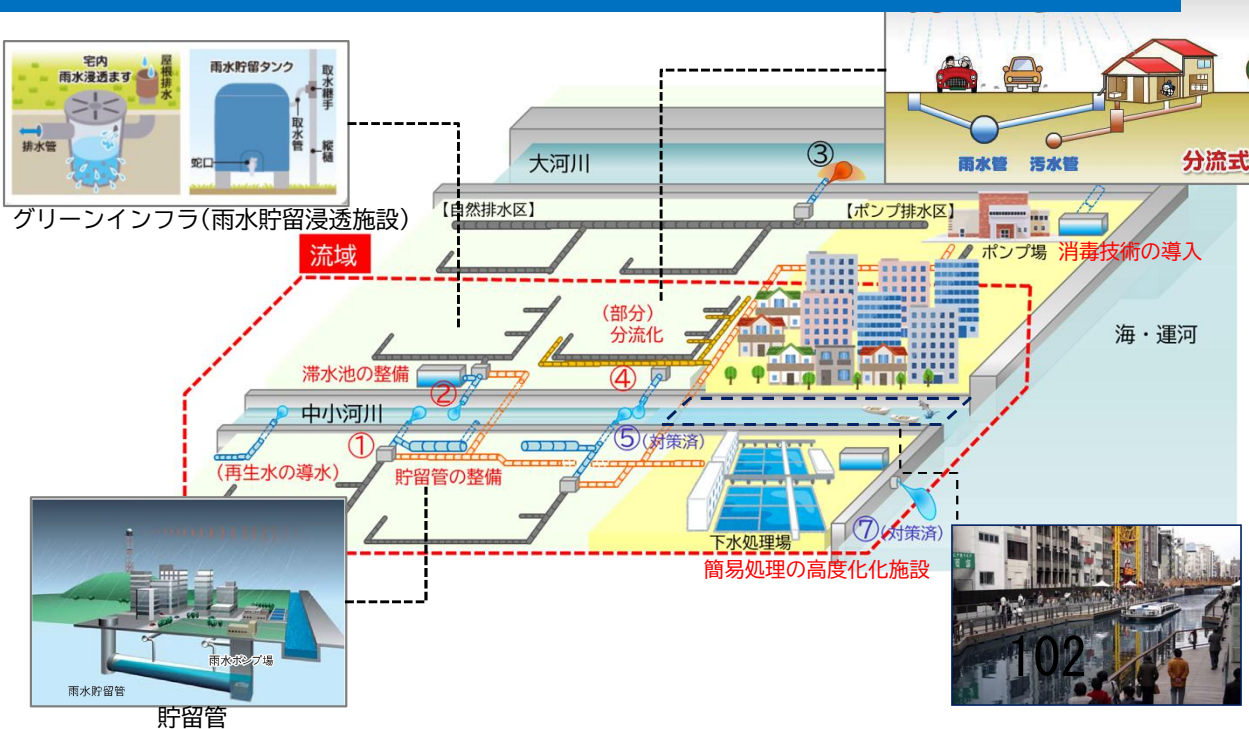 宅内
雨水浸透ます
屋根排水
排水管
雨水貯留タンク
取水継手
取水管
縦樋
蛇口
グリーンインフラ(雨水貯留浸透施設)
雨水管
汚水管
分流式
大河川
③
【自然排水区】
【ポンプ排水区】
ポンプ場
消毒技術の導入
流域
(部分)
分流化
海・運河
滞水池の整備
②
④
中小河川
①
⑤(対策済)
(再生水の導水)
貯留管の整備
下水処理場
⑦(対策済)
簡易処理の高度化化施設
雨水ポンプ場
雨水貯留管
貯留管
102